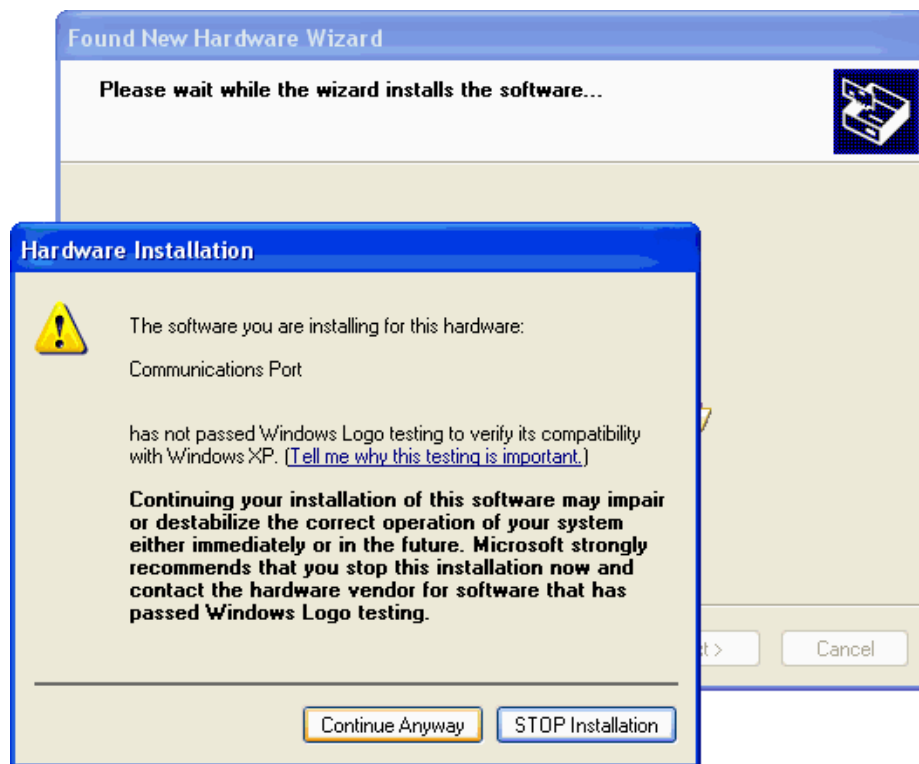 Found New Hardware Wizard
Please wait while the wizard installs the software...
Hardware Installation
The software you are installing for this hardware:
Communications Port
has not passed Windows Logo testing to verify its compatibility
with Windows XP. (Tell me why this testing is important.)
Continuing your installation of this software may impair
or destabilize the correct operation of your system
either immediately or in the future. Microsoft strongly
recommends that you stop this installation now and
contact the hardware vendor for software that has
passed Windows Logo testing.
Cancel
Continue Anyway
STOP Installation